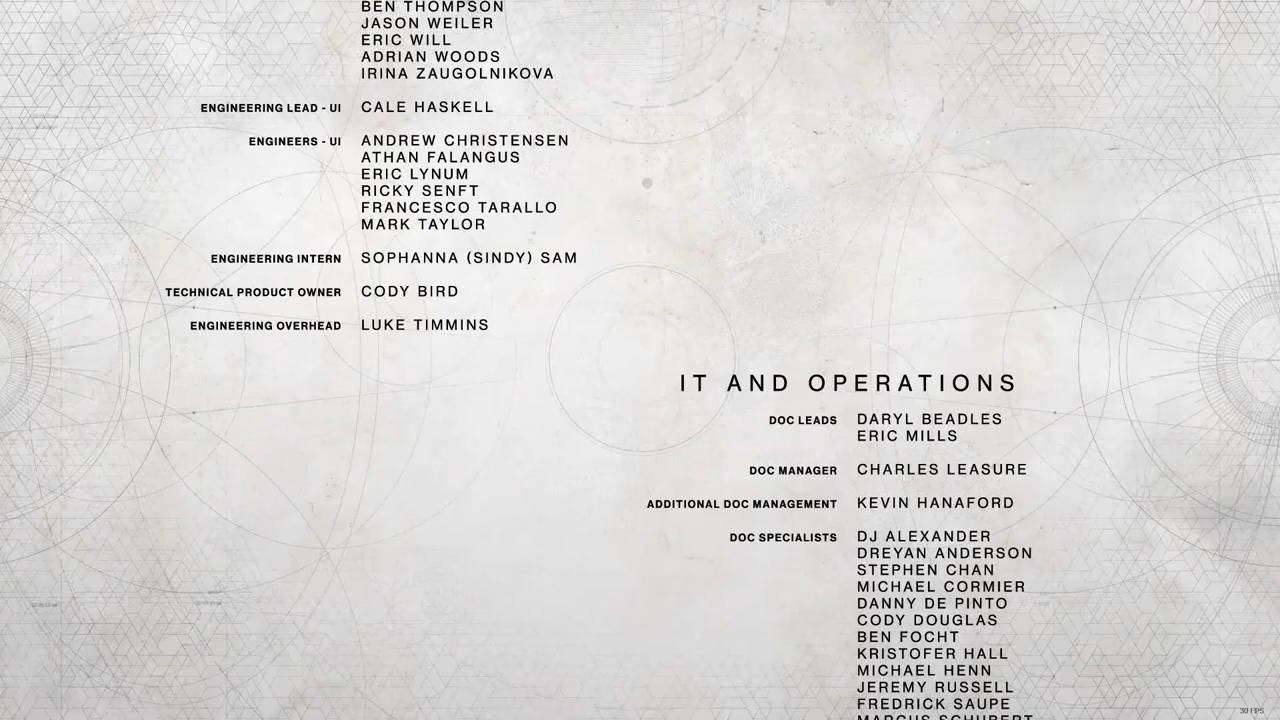 BEN THOMPSON
JASON WEILER
ERIC WILL
ADRIAN WOODS
IRINA ZAUGOLNIKOVA
ENGINEERING LEAD - UI CALE HASKELL
ENGINEERS - UI ANDREW CHRISTENSEN
ATHAN FALANGUS
ERIC LYNUM
RICKY SENFT
FRANCESCO TARALLO
MARK TAYLOR
ENGINEERING INTERN SOPHANNA (SINDY) SAM
TECHNICAL PRODUCT OWNER CODY BIRD
ENGINEERING OVERHEAD LUKE TIMMINS
IT AND OPERATIONS
DOC LEADS DARYL BEADLES
ERIC MILLS
DOC MANAGER CHARLES LEASURE
ADDITIONAL DOC MANAGEMENT KEVIN HANAFORD
DOC SPECIALISTS DJ ALEXANDER
DREYAN ANDERSON
STEPHEN CHAN
MICHAEL CORMIER
DANNY DE PINTO
CODY DOUGLAS
BEN FOCHT
KRISTOFER HALL
MICHAEL HENN
JEREMY RUSSELL
FREDRICK SAUPE
MARCUS SCHUBERT
30 FPS